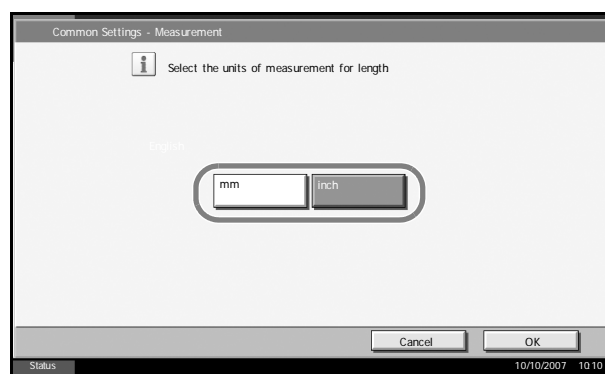 Common Settings - Measurement
i
Select the units of measurement for length
English
mm inch
Cancel OK
Status 10/10/2007 10:10